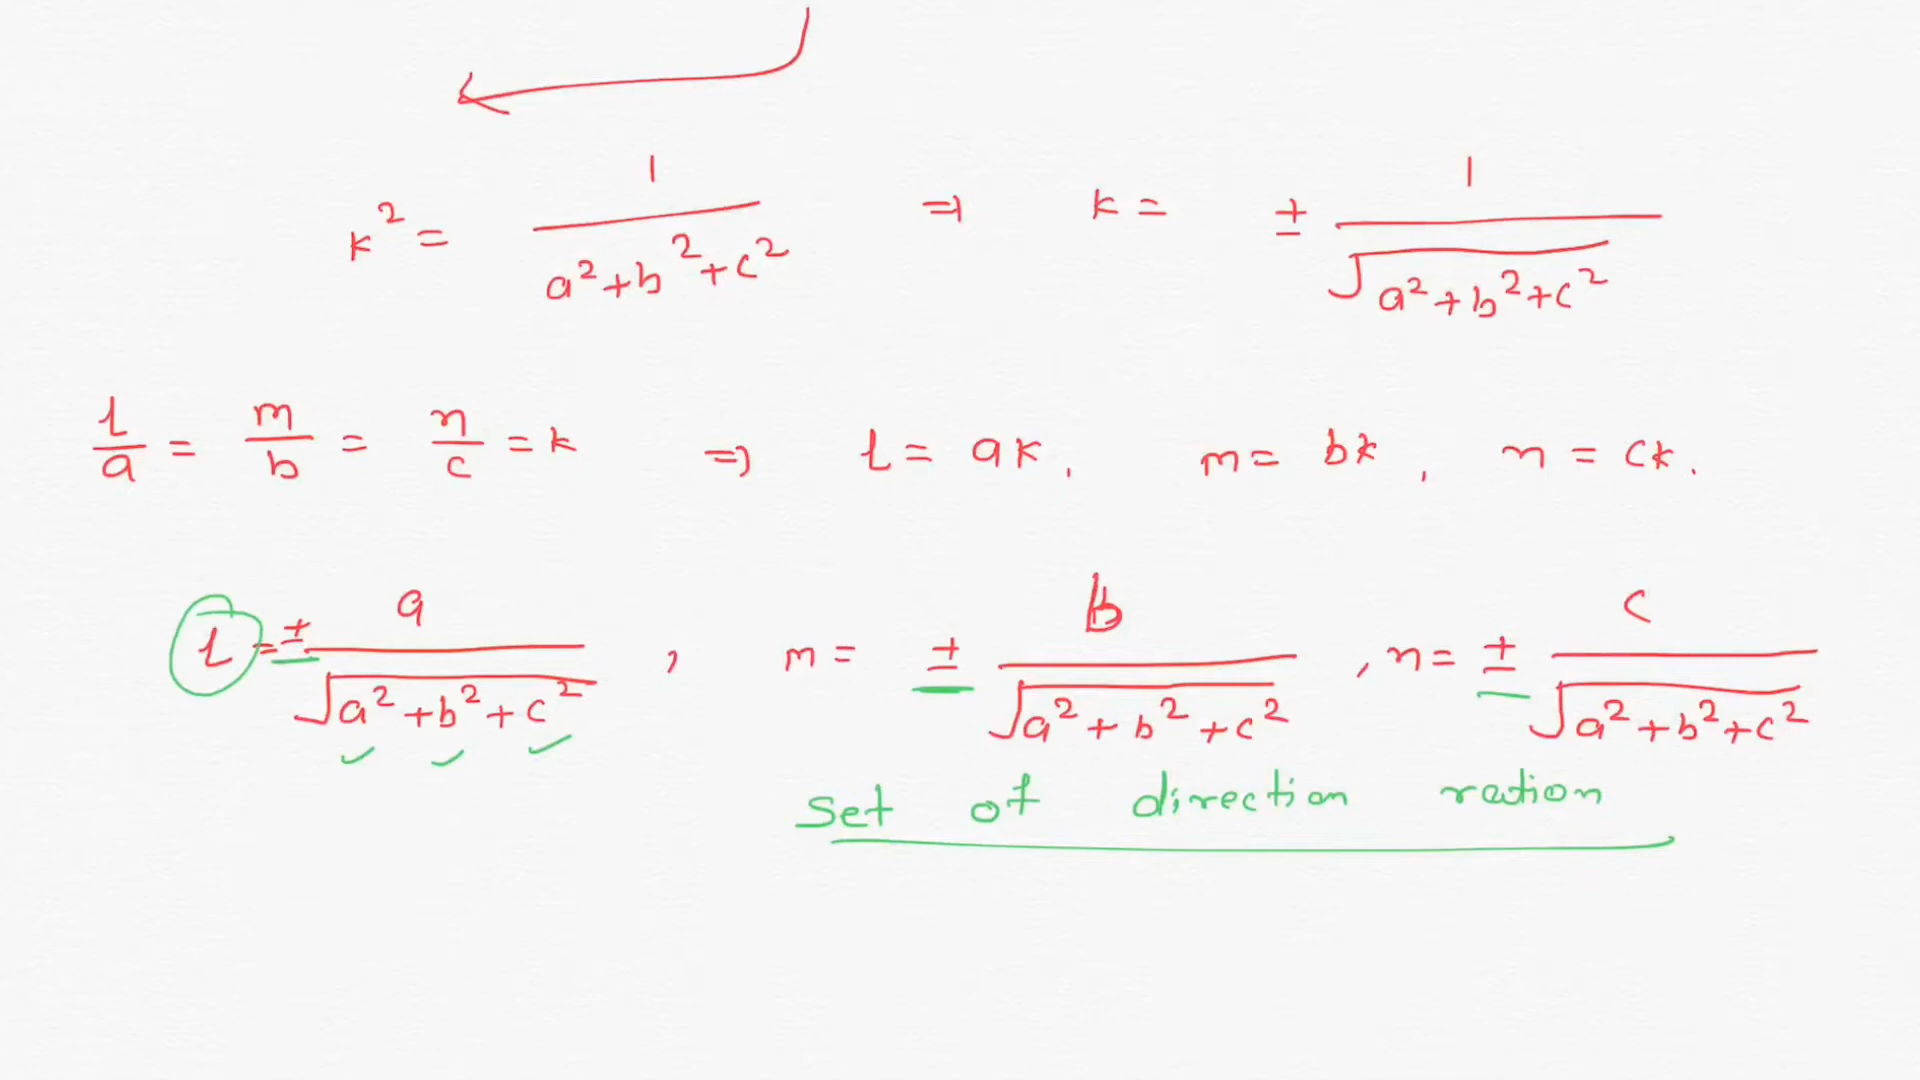 k² = 1/(a²+b²+c²) ⇒ k = ± 1/√(a²+b²+c²)
l/a = m/b = n/c = k ⇒ l = ak, m = bk, n = ck.
l = ± a/√(a²+b²+c²), m = ± b/√(a²+b²+c²), n = ± c/√(a²+b²+c²)
Set of direction ration